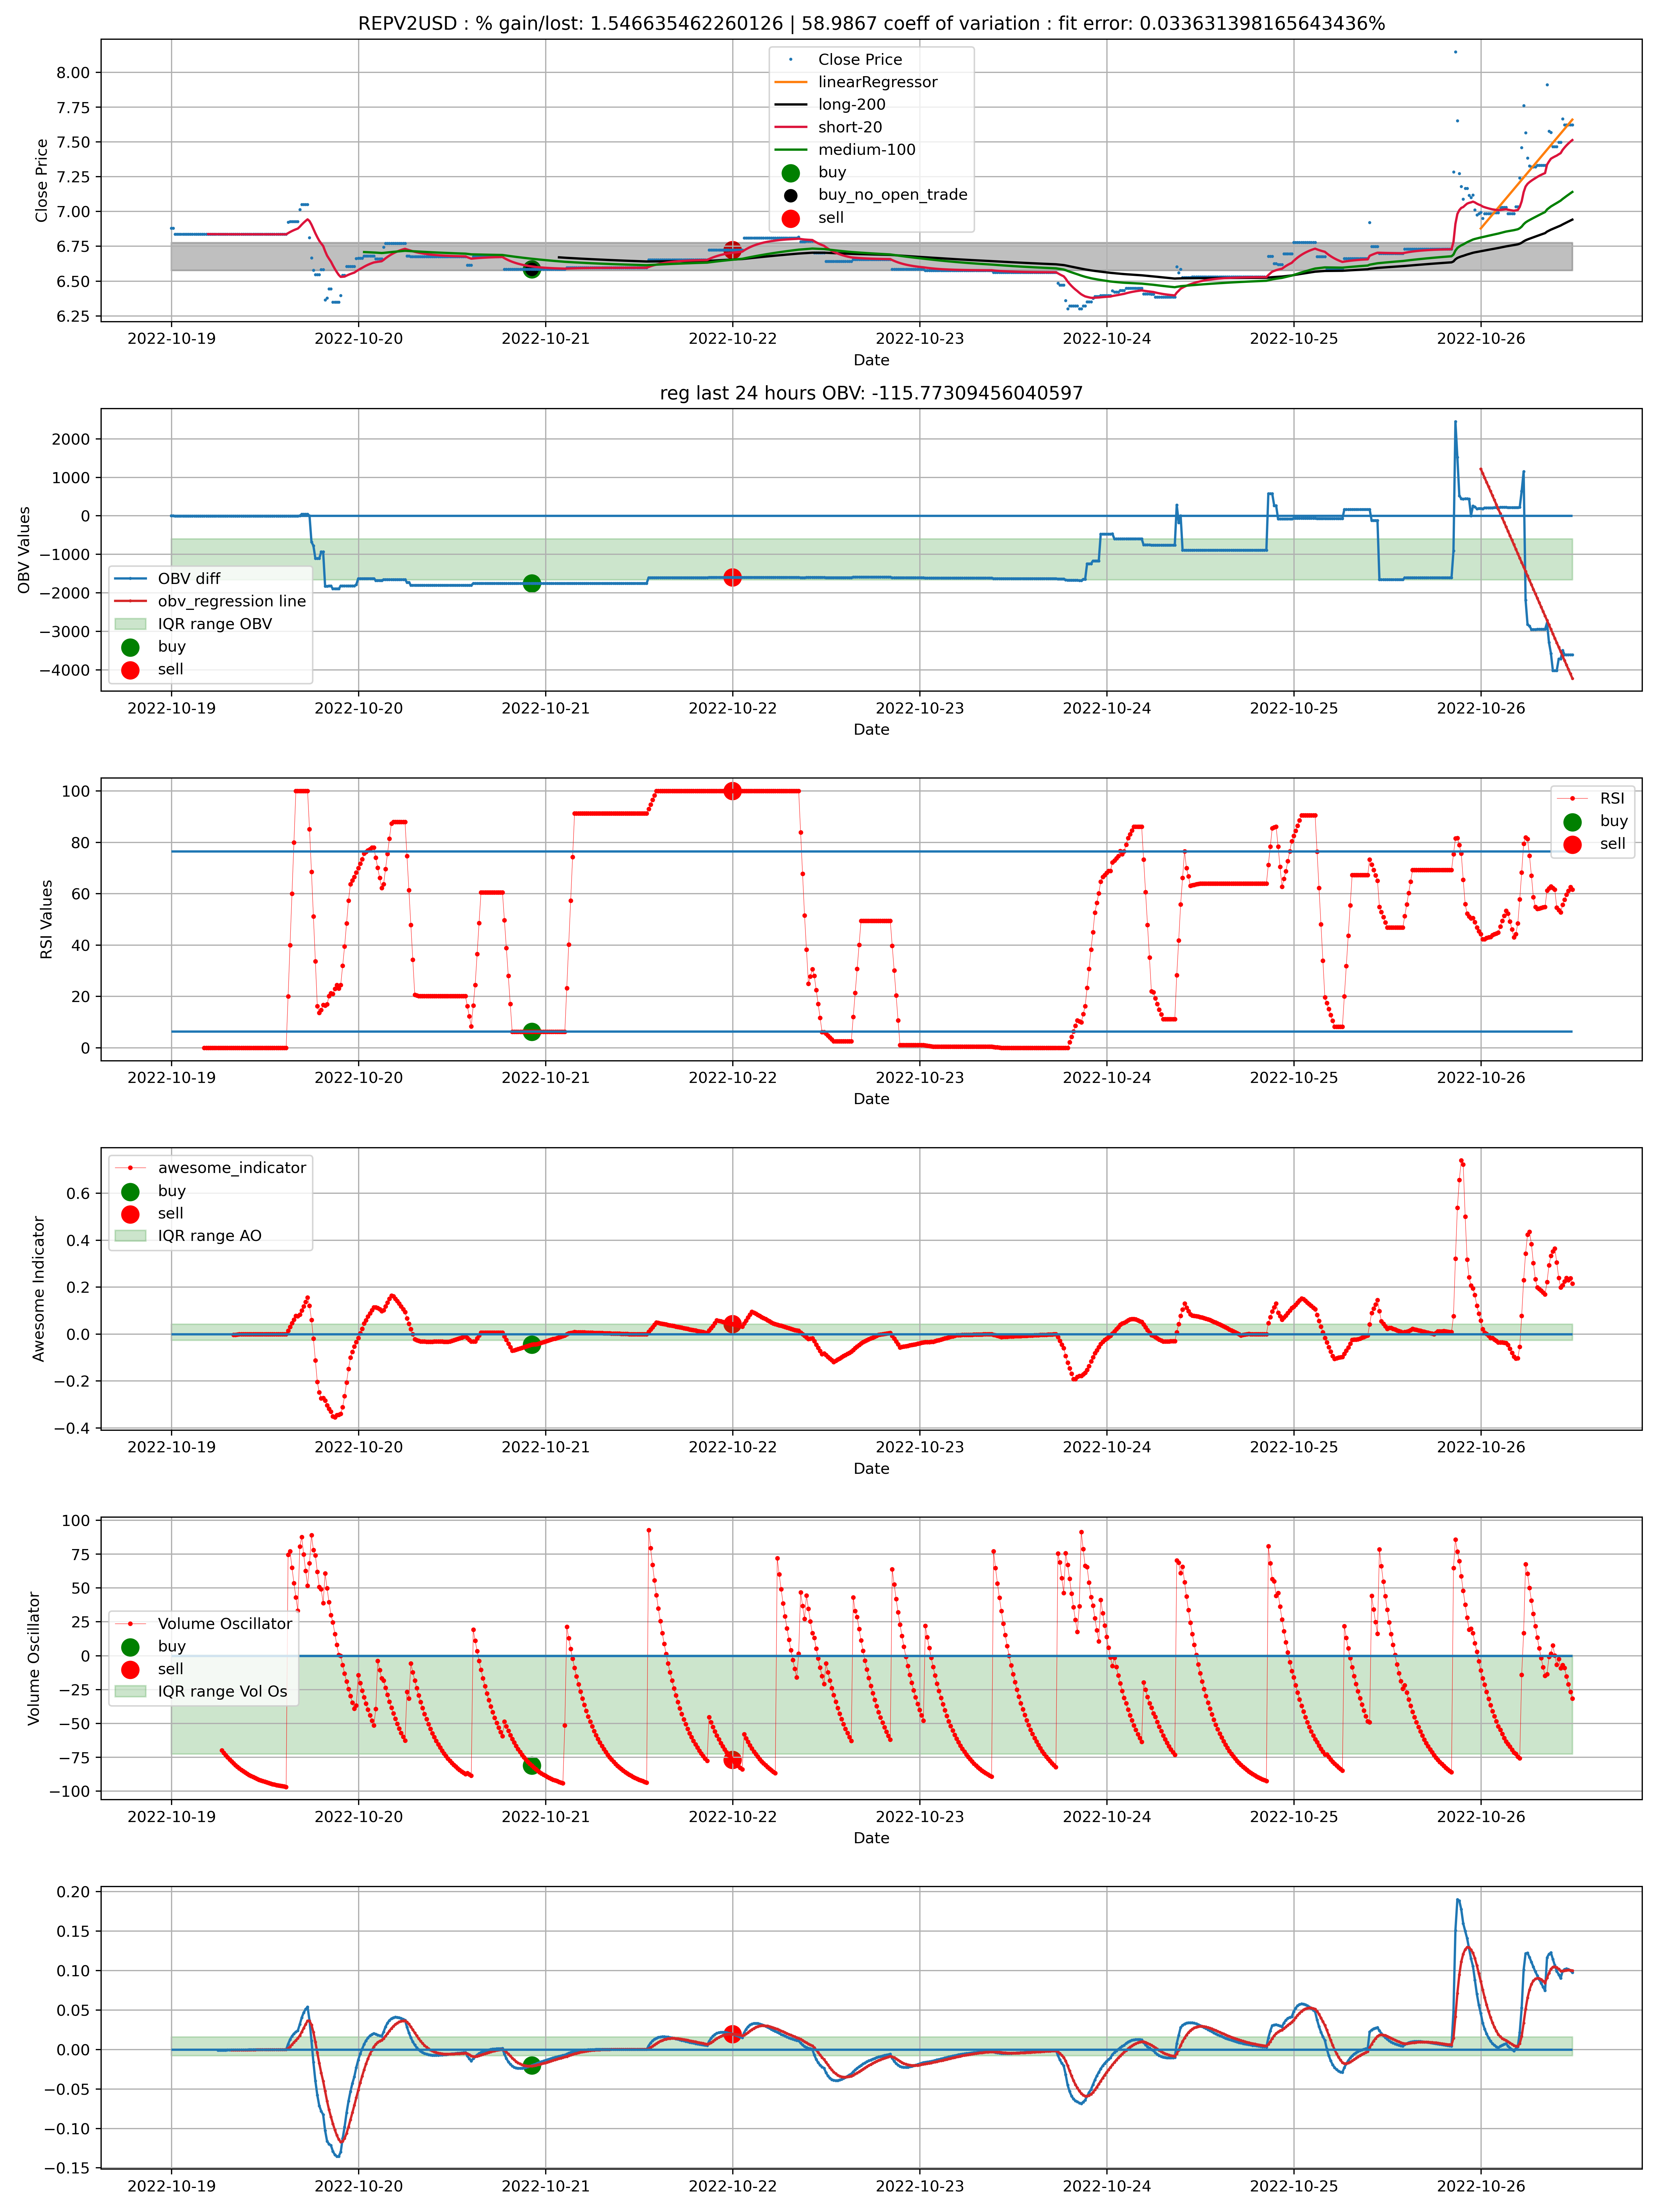 REPV2USD : % gain/lost: 1.546635462260126 | 58.9867 coeff of variation : fit error: 0.033631398165643436%
Close Price
8.00
7.75
7.50
7.25
7.00
6.75
6.50
6.25
Close Price
linearRegressor
long-200
short-20
medium-100
buy
buy_no_open_trade
sell
2022-10-19 2022-10-20 2022-10-21 2022-10-22 2022-10-23 2022-10-24 2022-10-25 2022-10-26
Date
reg last 24 hours OBV: -115.77309456040597
OBV Values
2000
1000
0
−1000
−2000
−3000
−4000
OBV diff
obv_regression line
IQR range OBV
buy
sell
2022-10-19 2022-10-20 2022-10-21 2022-10-22 2022-10-23 2022-10-24 2022-10-25 2022-10-26
Date
RSI Values
100
80
60
40
20
0
RSI
buy
sell
2022-10-19 2022-10-20 2022-10-21 2022-10-22 2022-10-23 2022-10-24 2022-10-25 2022-10-26
Date
Awesome Indicator
0.6
0.4
0.2
0.0
−0.2
−0.4
awesome_indicator
buy
sell
IQR range AO
2022-10-19 2022-10-20 2022-10-21 2022-10-22 2022-10-23 2022-10-24 2022-10-25 2022-10-26
Date
Volume Oscillator
100
75
50
25
0
−25
−50
−75
−100
Volume Oscillator
buy
sell
IQR range Vol Os
2022-10-19 2022-10-20 2022-10-21 2022-10-22 2022-10-23 2022-10-24 2022-10-25 2022-10-26
Date
0.20
0.15
0.10
0.05
0.00
−0.05
−0.10
−0.15
2022-10-19 2022-10-20 2022-10-21 2022-10-22 2022-10-23 2022-10-24 2022-10-25 2022-10-26